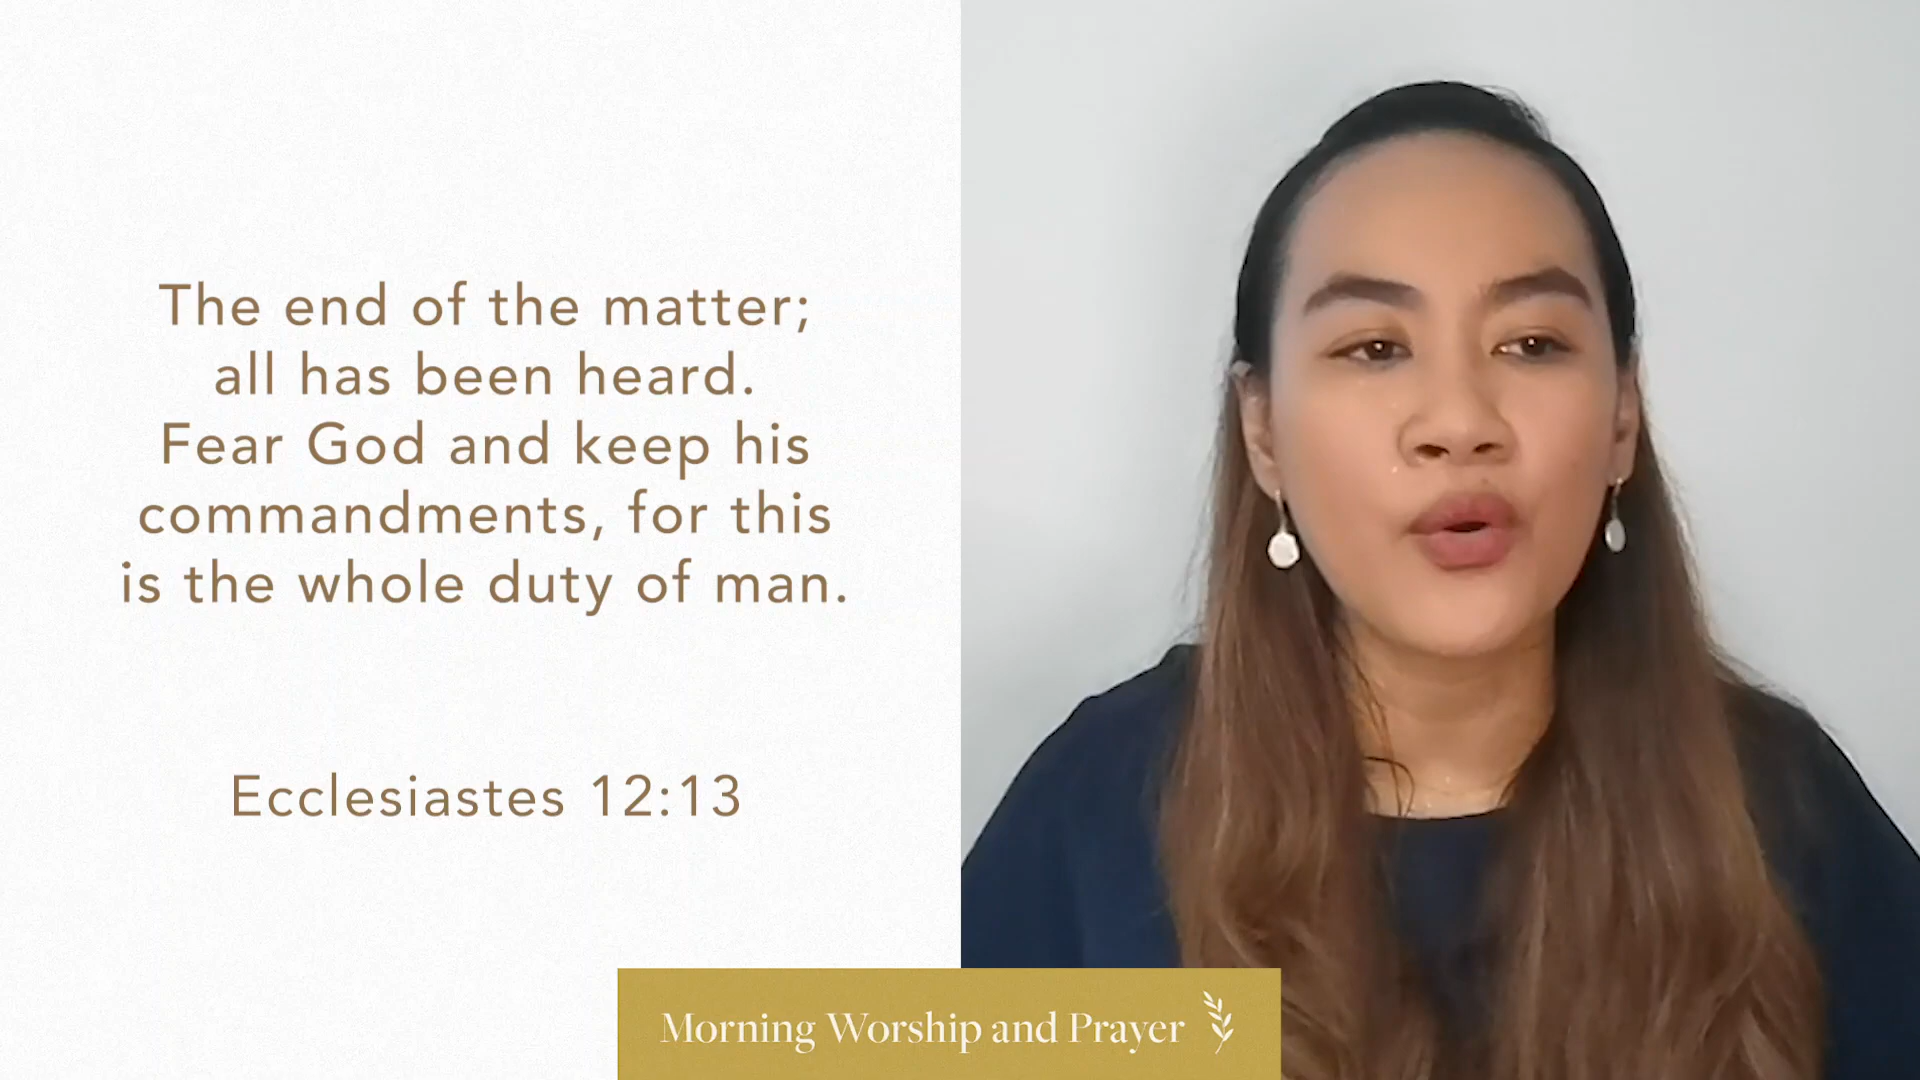 The end of the matter;
all has been heard.
Fear God and keep his
commandments, for this
is the whole duty of man.
Ecclesiastes 12:13
Morning Worship and Prayer